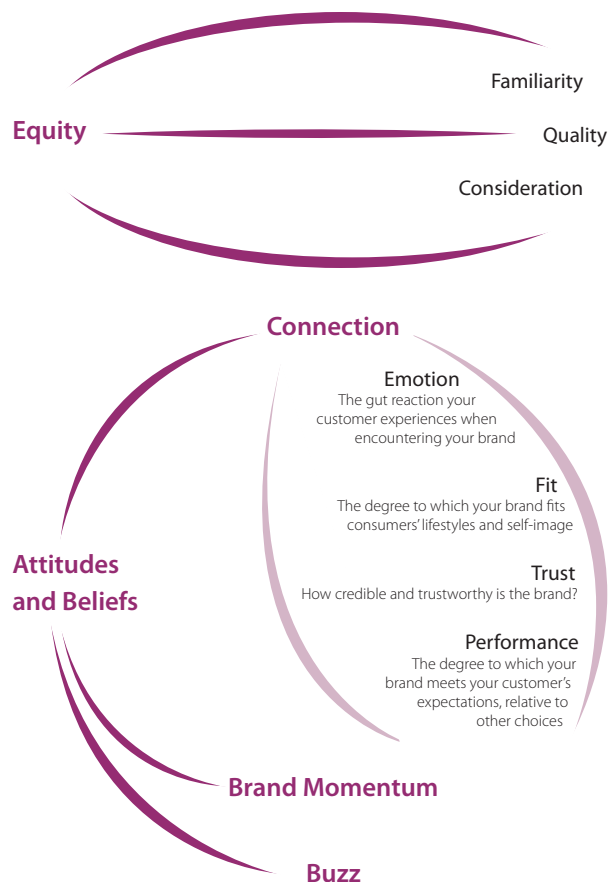 Familiarity
Equity
Quality
Consideration
Connection
Emotion
The gut reaction your
customer experiences when
encountering your brand
Fit
The degree to which your brand fits
consumers' lifestyles and self-image
Attitudes
and Beliefs
Trust
How credible and trustworthy is the brand?
Performance
The degree to which your
brand meets your customer's
expectations, relative to
other choices
Brand Momentum
Buzz